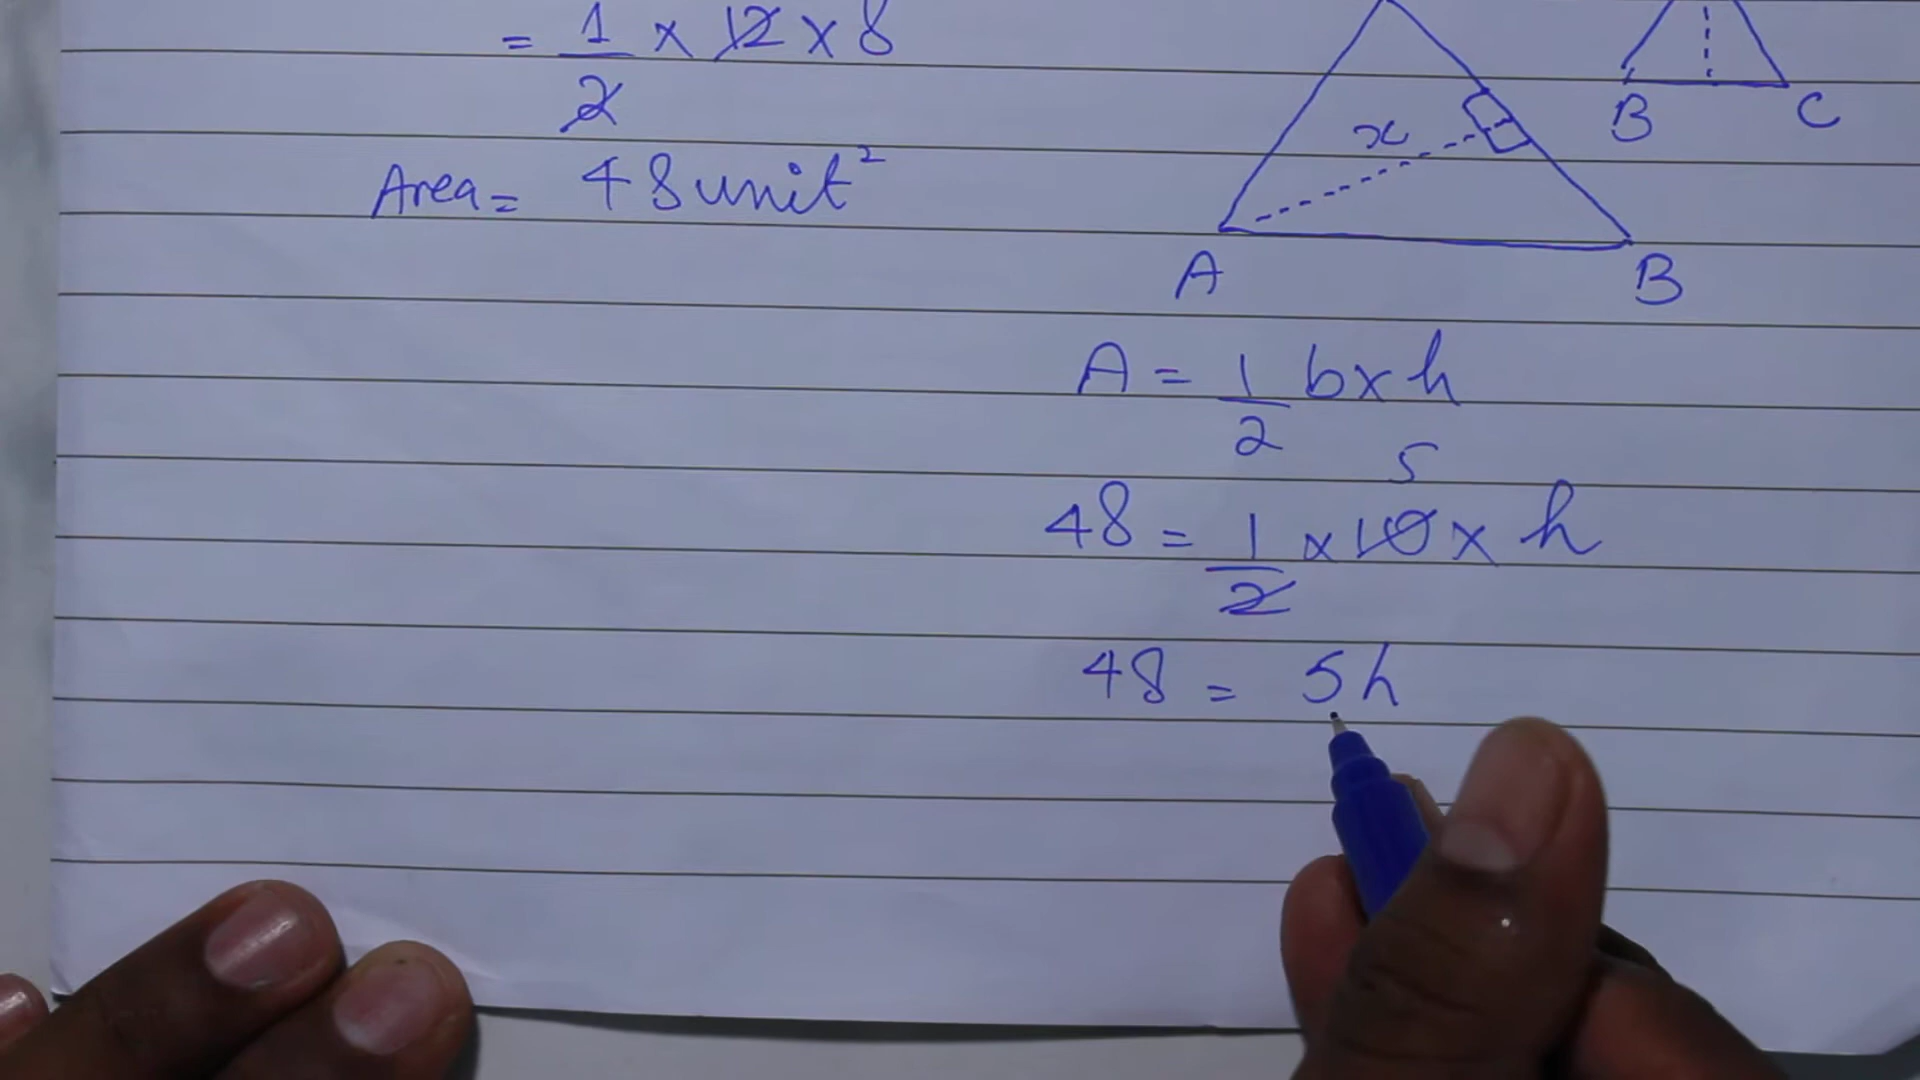 = 1/2 × 12 × 8
Area = 48 unit²
x
B C
A B
A = 1/2 b×h
5
48 = 1/2 × 10 × h
48 = 5h